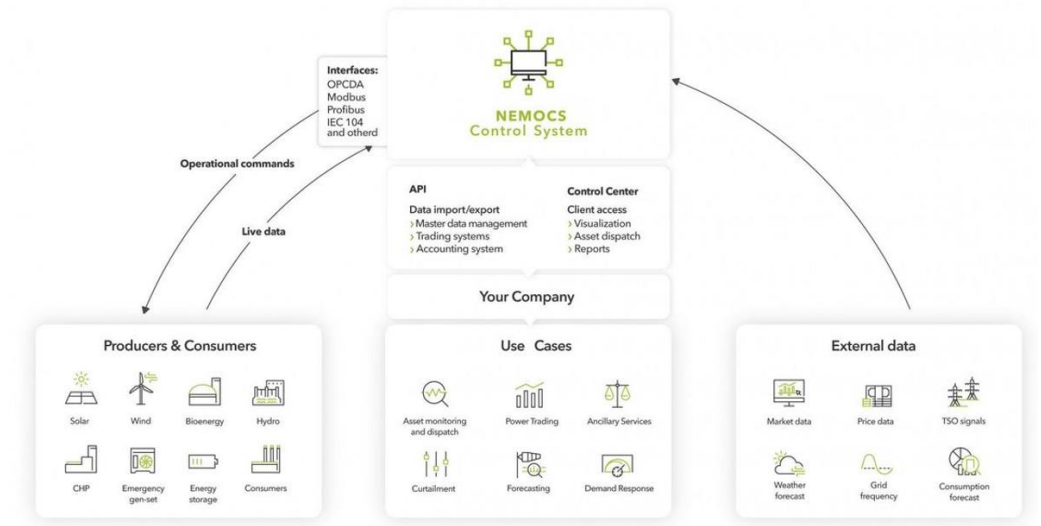 Interfaces:
OPCDA
Modbus
Profibus
IEC 104
and otherd
NEMOCS
Control System
Operational commands
Live data
API
Data import/export
› Master data management
› Trading systems
› Accounting system
Control Center
Client access
› Visualization
› Asset dispatch
› Reports
Your Company
Producers & Consumers
Solar
Wind
Bioenergy
Hydro
CHP
Emergency
gen-set
Energy
storage
Consumers
Use Cases
Asset monitoring
and dispatch
Power Trading
Ancillary Services
Curtailment
Forecasting
Demand Response
External data
Market data
Price data
TSO signals
Weather
forecast
Grid
frequency
Consumption
forecast